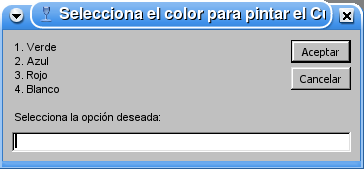 Selecciona el color para pintar el
1. Verde
2. Azul
3. Rojo
4. Blanco
Aceptar
Cancelar
Selecciona la opción deseada: